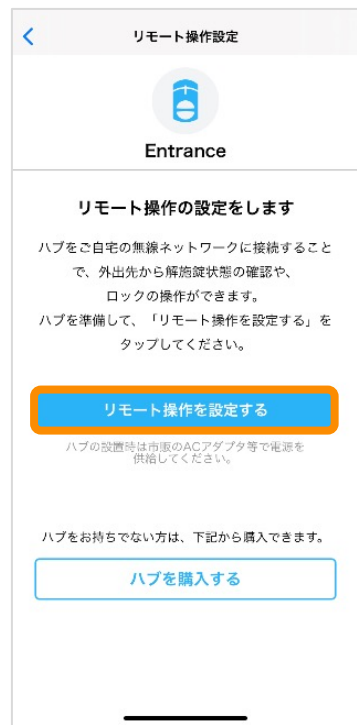 リモート操作設定
Entrance
リモート操作の設定をします
ハブをご自宅の無線ネットワークに接続すること
で、外出先から解施錠状態の確認や、
ロックの操作ができます。
ハブを準備して、「リモート操作を設定する」を
タップしてください。
リモート操作を設定する
ハブの設置時は市販のACアダプタ等で電源を
供給してください。
ハブをお持ちでない方は、下記から購入できます。
ハブを購入する